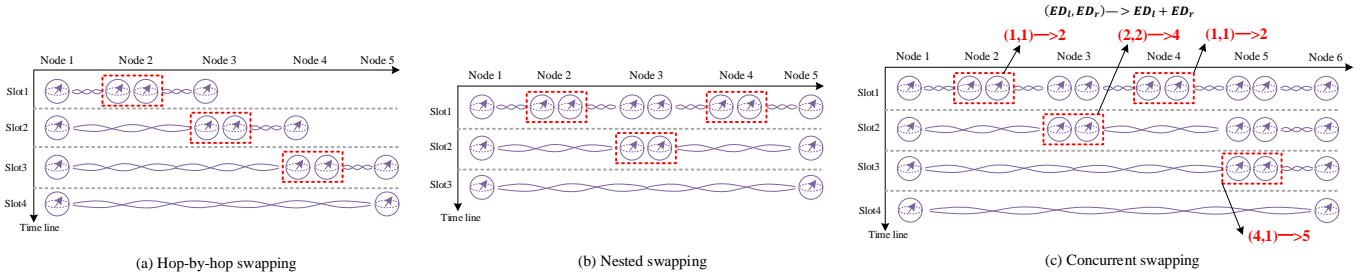 Node 1 Node 2 Node 3 Node 4 Node 5
Slot1
Slot2
Slot3
Slot4
Time line
(a) Hop-by-hop swapping
Node 1 Node 2 Node 3 Node 4 Node 5
Slot1
Slot2
Slot3
Time line
(b) Nested swapping
(ED_l, ED_r)—> ED_l + ED_r
(1,1)—>2 (2,2)—>4 (1,1)—>2
Node 1 Node 2 Node 3 Node 4 Node 5 Node 6
Slot1
Slot2
Slot3
Slot4
(4,1)—>5
Time line
(c) Concurrent swapping